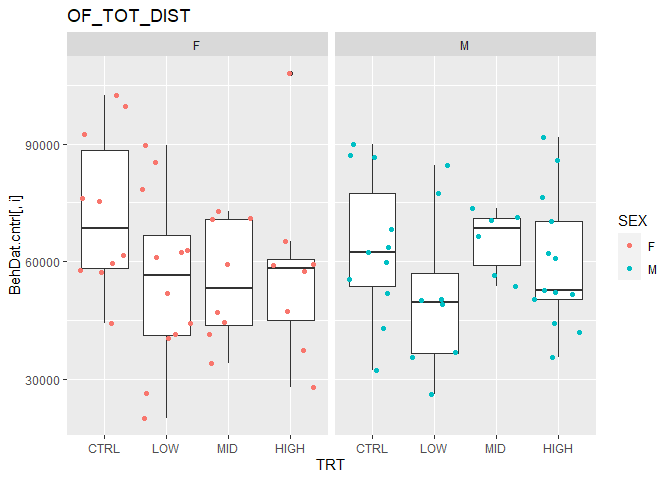 OF_TOT_DIST
F
M
BehDat.cntrl[, i]
90000
60000
30000
CTRL LOW MID HIGH CTRL LOW MID HIGH
TRT
SEX
F
M